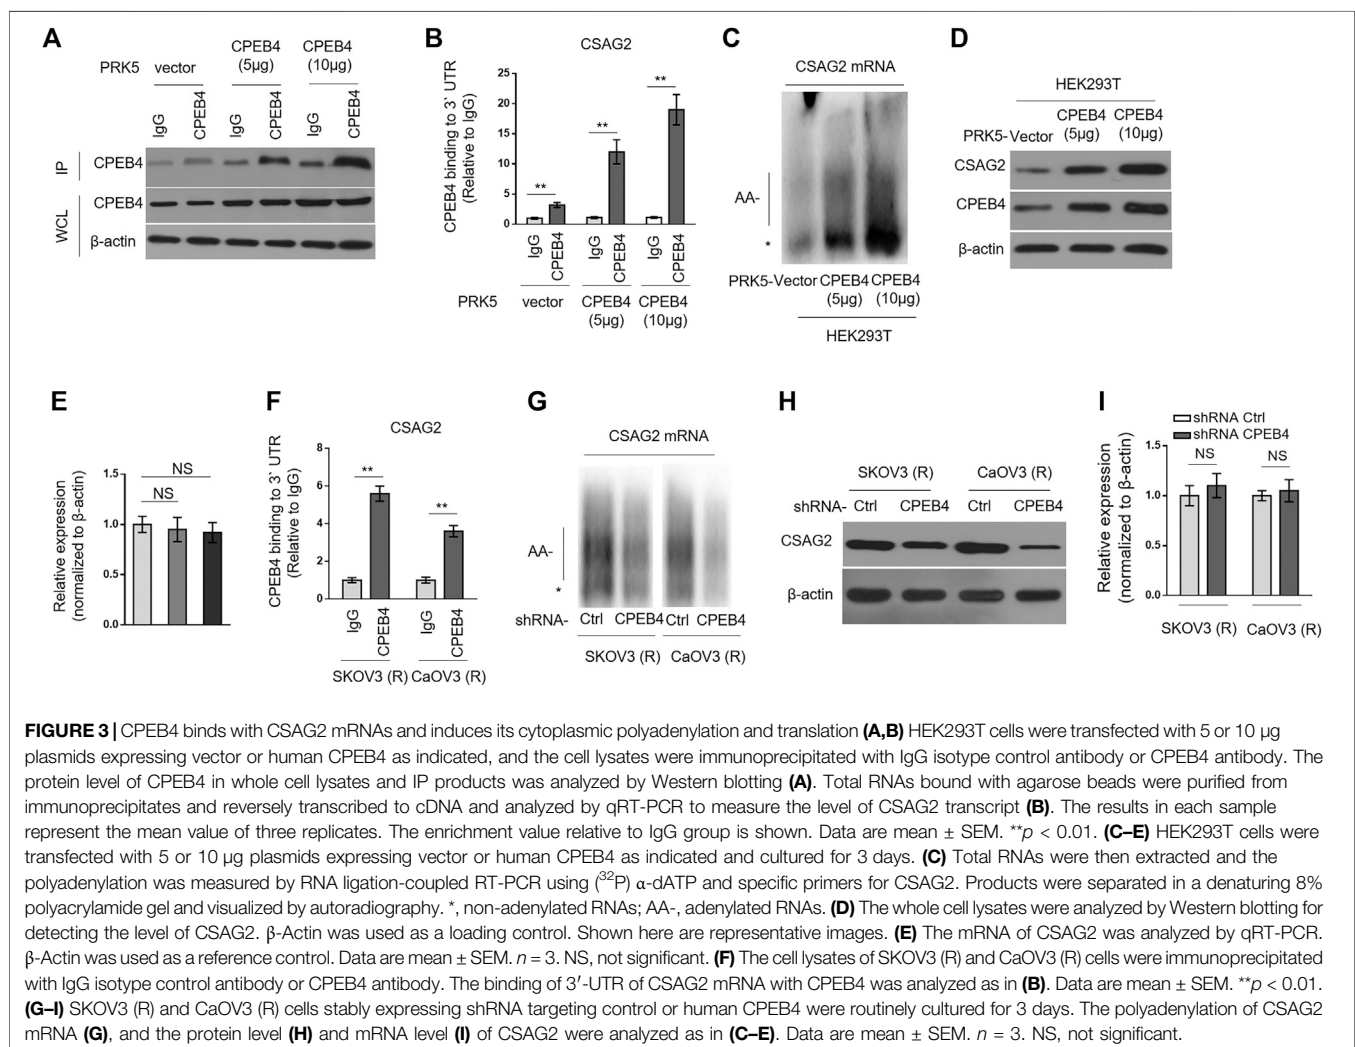 A
PRK5 vector CPEB4 (5μg) CPEB4 (10μg)
IgG CPEB4 IgG CPEB4 IgG CPEB4
IP CPEB4
WCL CPEB4
β-actin
B
CSAG2
CPEB4 binding to 3` UTR
(Relative to IgG)
25
20
15
10
5
0
** ** **
IgG CPEB4 IgG CPEB4 IgG CPEB4
PRK5 vector CPEB4 (5μg) CPEB4 (10μg)
C
CSAG2 mRNA
AA-
*
PRK5-Vector CPEB4 (5μg) CPEB4 (10μg)
HEK293T
D
HEK293T
PRK5-Vector CPEB4 (5μg) CPEB4 (10μg)
CSAG2
CPEB4
β-actin
E
Relative expression
(normalized to β-actin)
1.5
1.0
0.5
0.0
NS
NS
F
CSAG2
CPEB4 binding to 3` UTR
(Relative to IgG)
8
6
4
2
0
** **
IgG CPEB4 IgG CPEB4
SKOV3 (R) CaOV3 (R)
G
CSAG2 mRNA
AA-
*
shRNA- Ctrl CPEB4 Ctrl CPEB4
SKOV3 (R) CaOV3 (R)
H
SKOV3 (R) CaOV3 (R)
shRNA- Ctrl CPEB4 Ctrl CPEB4
CSAG2
β-actin
I
shRNA Ctrl
shRNA CPEB4
Relative expression
(normalized to β-actin)
1.5
1.0
0.5
0.0
NS NS
SKOV3 (R) CaOV3 (R)
FIGURE 3 | CPEB4 binds with CSAG2 mRNAs and induces its cytoplasmic polyadenylation and translation (A,B) HEK293T cells were transfected with 5 or 10 μg
plasmids expressing vector or human CPEB4 as indicated, and the cell lysates were immunoprecipitated with IgG isotype control antibody or CPEB4 antibody. The
protein level of CPEB4 in whole cell lysates and IP products was analyzed by Western blotting (A). Total RNAs bound with agarose beads were purified from
immunoprecipitates and reversely transcribed to cDNA and analyzed by qRT-PCR to measure the level of CSAG2 transcript (B). The results in each sample
represent the mean value of three replicates. The enrichment value relative to IgG group is shown. Data are mean ± SEM. **p < 0.01. (C–E) HEK293T cells were
transfected with 5 or 10 μg plasmids expressing vector or human CPEB4 as indicated and cultured for 3 days. (C) Total RNAs were then extracted and the
polyadenylation was measured by RNA ligation-coupled RT-PCR using (32P) α-dATP and specific primers for CSAG2. Products were separated in a denaturing 8%
polyacrylamide gel and visualized by autoradiography. *, non-adenylated RNAs; AA-, adenylated RNAs. (D) The whole cell lysates were analyzed by Western blotting for
detecting the level of CSAG2. β-Actin was used as a loading control. Shown here are representative images. (E) The mRNA of CSAG2 was analyzed by qRT-PCR.
β-Actin was used as a reference control. Data are mean ± SEM. n = 3. NS, not significant. (F) The cell lysates of SKOV3 (R) and CaOV3 (R) cells were immunoprecipitated
with IgG isotype control antibody or CPEB4 antibody. The binding of 3′-UTR of CSAG2 mRNA with CPEB4 was analyzed as in (B). Data are mean ± SEM. **p < 0.01.
(G–I) SKOV3 (R) and CaOV3 (R) cells stably expressing shRNA targeting control or human CPEB4 were routinely cultured for 3 days. The polyadenylation of CSAG2
mRNA (G), and the protein level (H) and mRNA level (I) of CSAG2 were analyzed as in (C–E). Data are mean ± SEM. n = 3. NS, not significant.